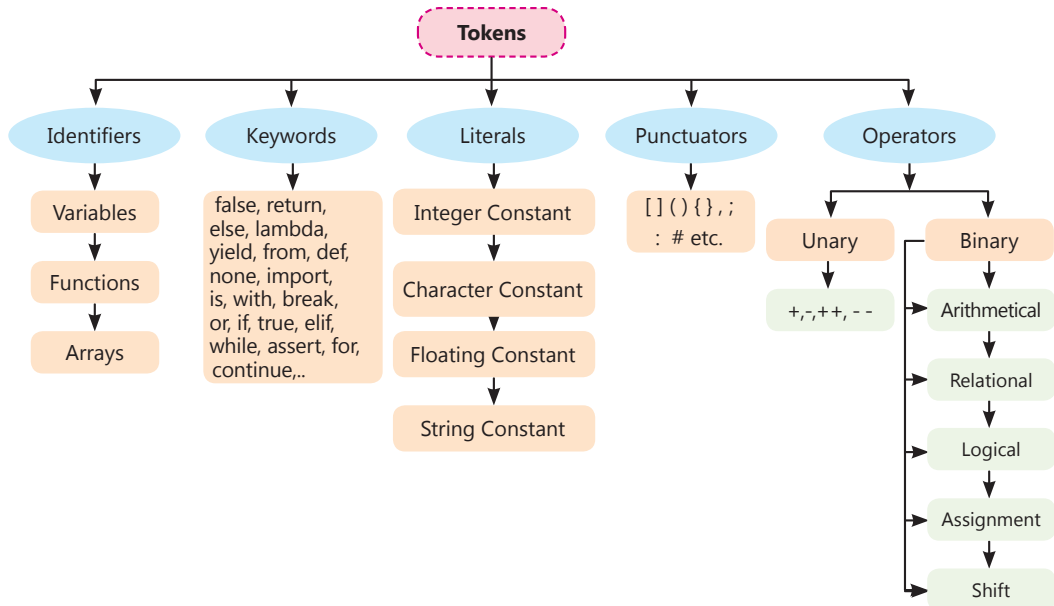 Tokens
Identifiers
Keywords
Literals
Punctuators
Operators
Variables
Functions
Arrays
false, return,
else, lambda,
yield, from, def,
none, import,
is, with, break,
or, if, true, elif,
while, assert, for,
continue,..
Integer Constant
Character Constant
Floating Constant
String Constant
[ ] ( ) { } , ;
: # etc.
Unary
+,-,++, - -
Binary
Arithmetical
Relational
Logical
Assignment
Shift